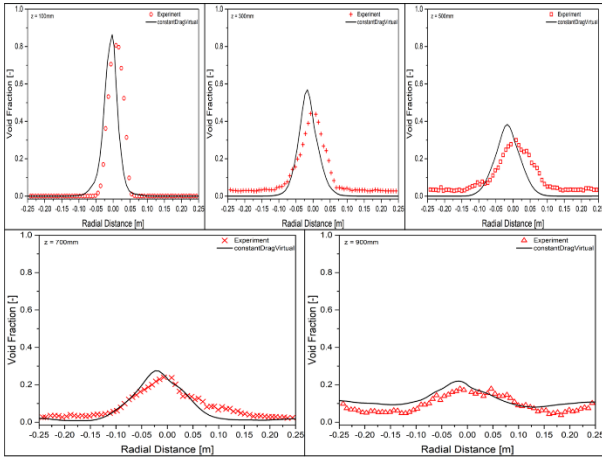 z = 100mm
Experiment
constantDragVirtual
Void Fraction [-]
1.0
0.8
0.6
0.4
0.2
0.0
-0.25 -0.20 -0.15 -0.10 -0.05 0.00 0.05 0.10 0.15 0.20 0.25
Radial Distance [m]
z = 300mm
Experiment
constantDragVirtual
Void Fraction [-]
1.0
0.8
0.6
0.4
0.2
0.0
-0.25 -0.20 -0.15 -0.10 -0.05 0.00 0.05 0.10 0.15 0.20 0.25
Radial Distance [m]
z = 500mm
Experiment
constantDragVirtual
Void Fraction [-]
1.0
0.8
0.6
0.4
0.2
0.0
-0.25 -0.20 -0.15 -0.10 -0.05 0.00 0.05 0.10 0.15 0.20 0.25
Radial Distance [m]
z = 700mm
Experiment
constantDragVirtual
Void Fraction [-]
1.0
0.8
0.6
0.4
0.2
0.0
-0.25 -0.20 -0.15 -0.10 -0.05 0.00 0.05 0.10 0.15 0.20 0.25
Radial Distance [m]
z = 900mm
Experiment
constantDragVirtual
Void Fraction [-]
1.0
0.8
0.6
0.4
0.2
0.0
-0.25 -0.20 -0.15 -0.10 -0.05 0.00 0.05 0.10 0.15 0.20 0.25
Radial Distance [m]